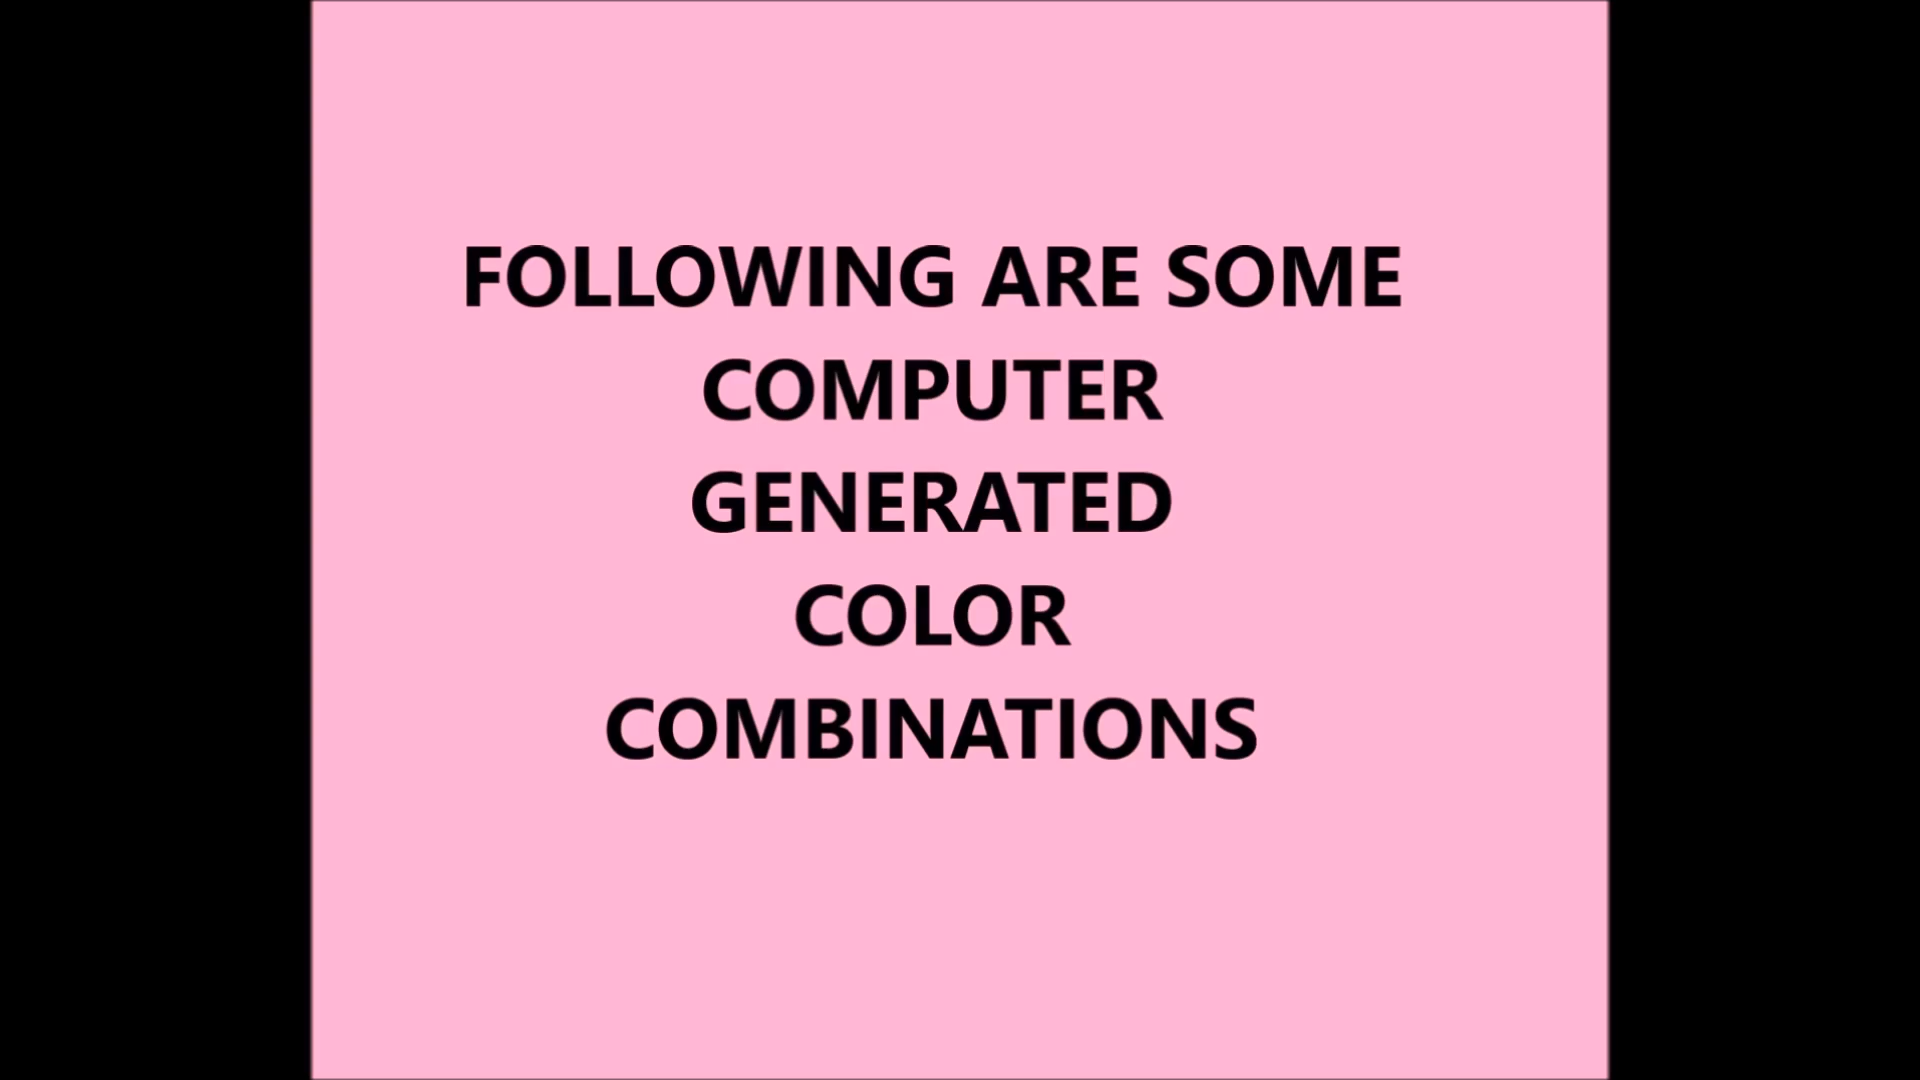 FOLLOWING ARE SOME
COMPUTER
GENERATED
COLOR
COMBINATIONS